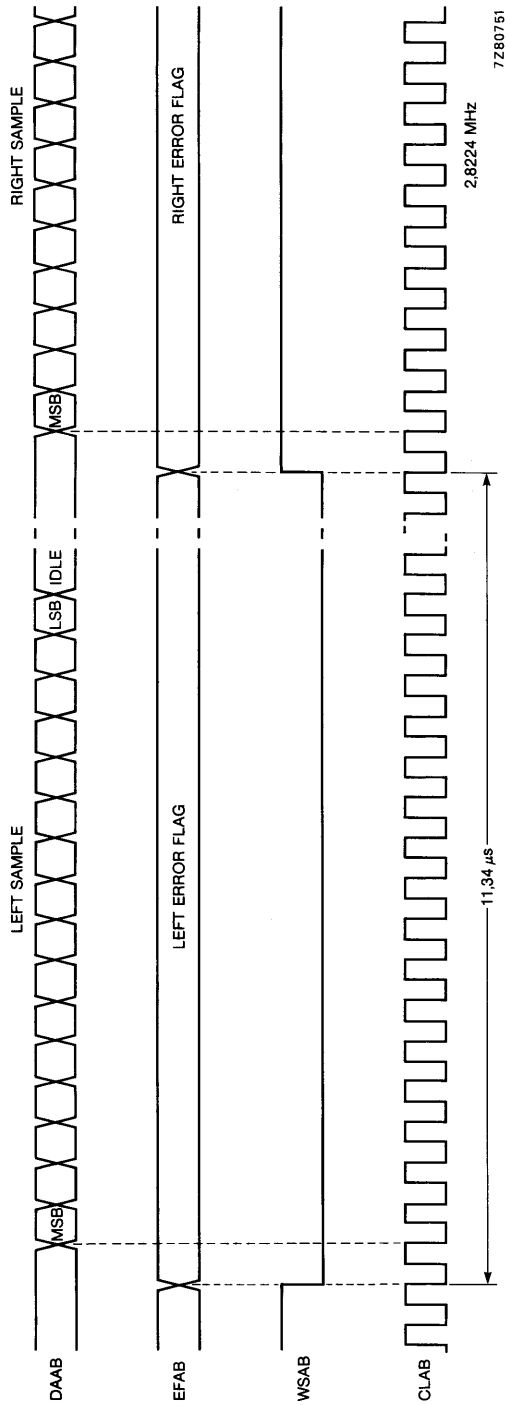 LEFT SAMPLE
RIGHT SAMPLE
DAAB
MSB
LSB
IDLE
MSB
EFAB
LEFT ERROR FLAG
RIGHT ERROR FLAG
WSAB
CLAB
2,8224 MHz
11,34 µs
7Z80751